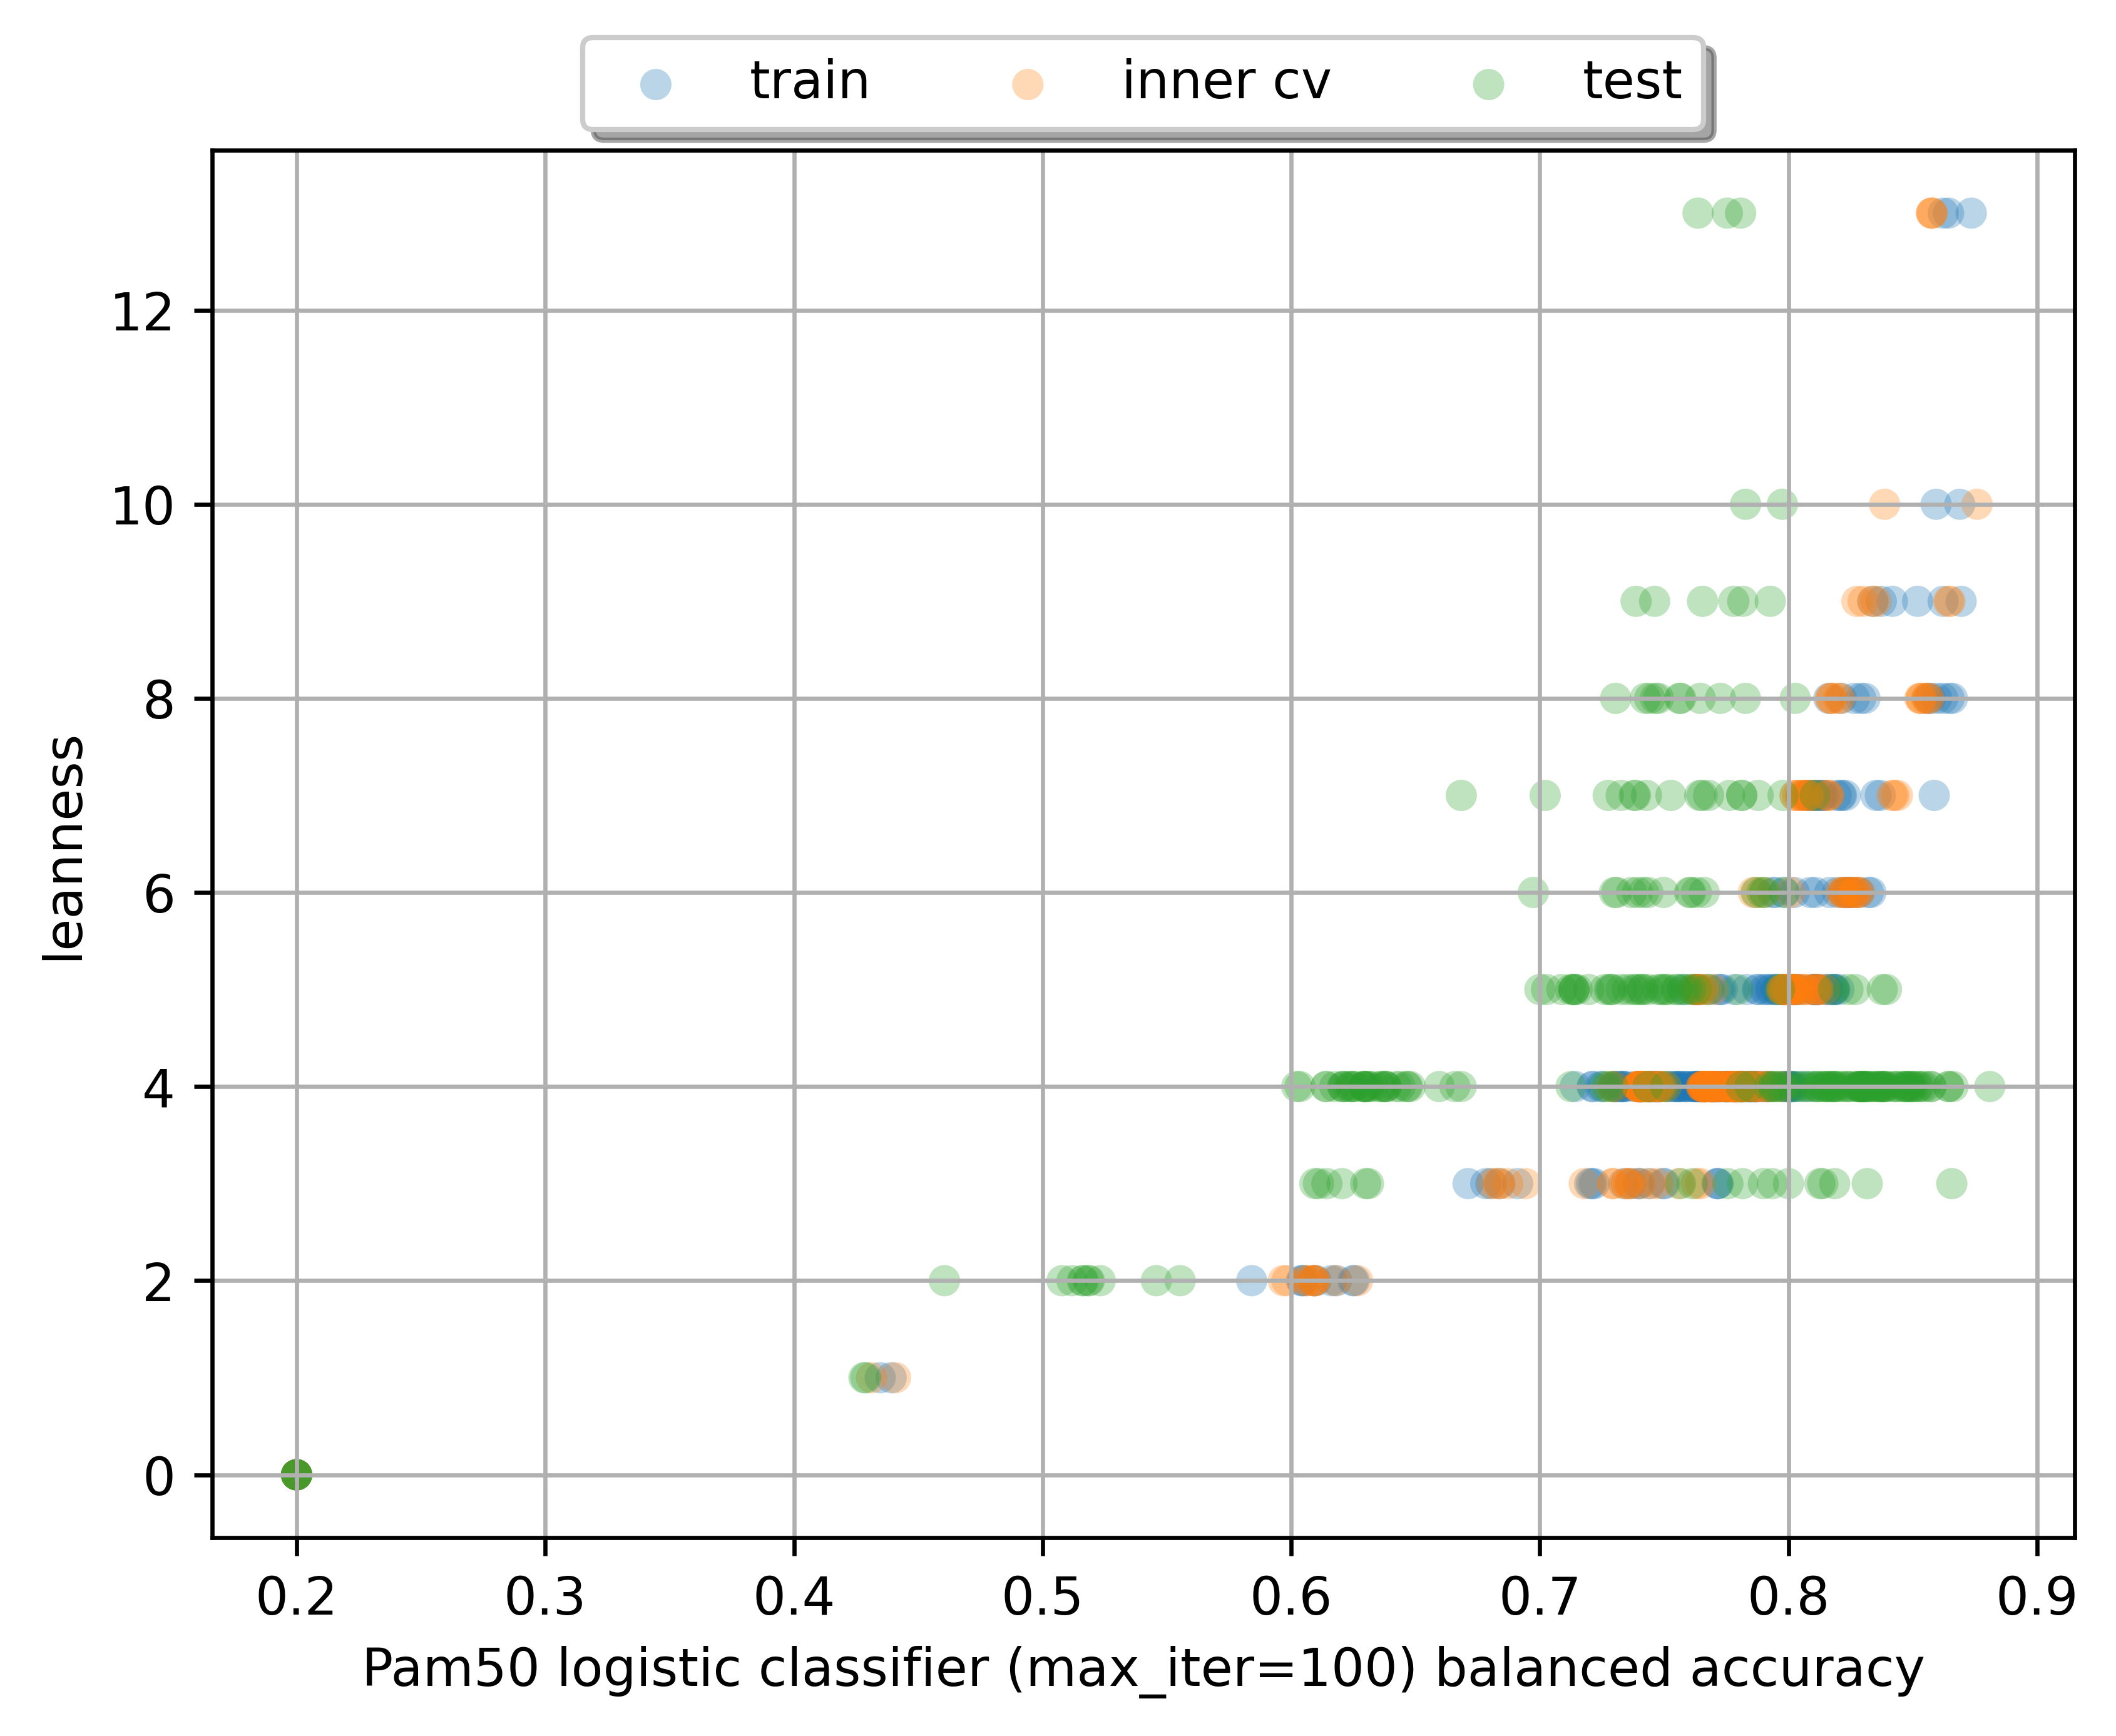 train inner cv test
12
10
8
6
4
2
0
leanness
0.2 0.3 0.4 0.5 0.6 0.7 0.8 0.9
Pam50 logistic classifier (max_iter=100) balanced accuracy